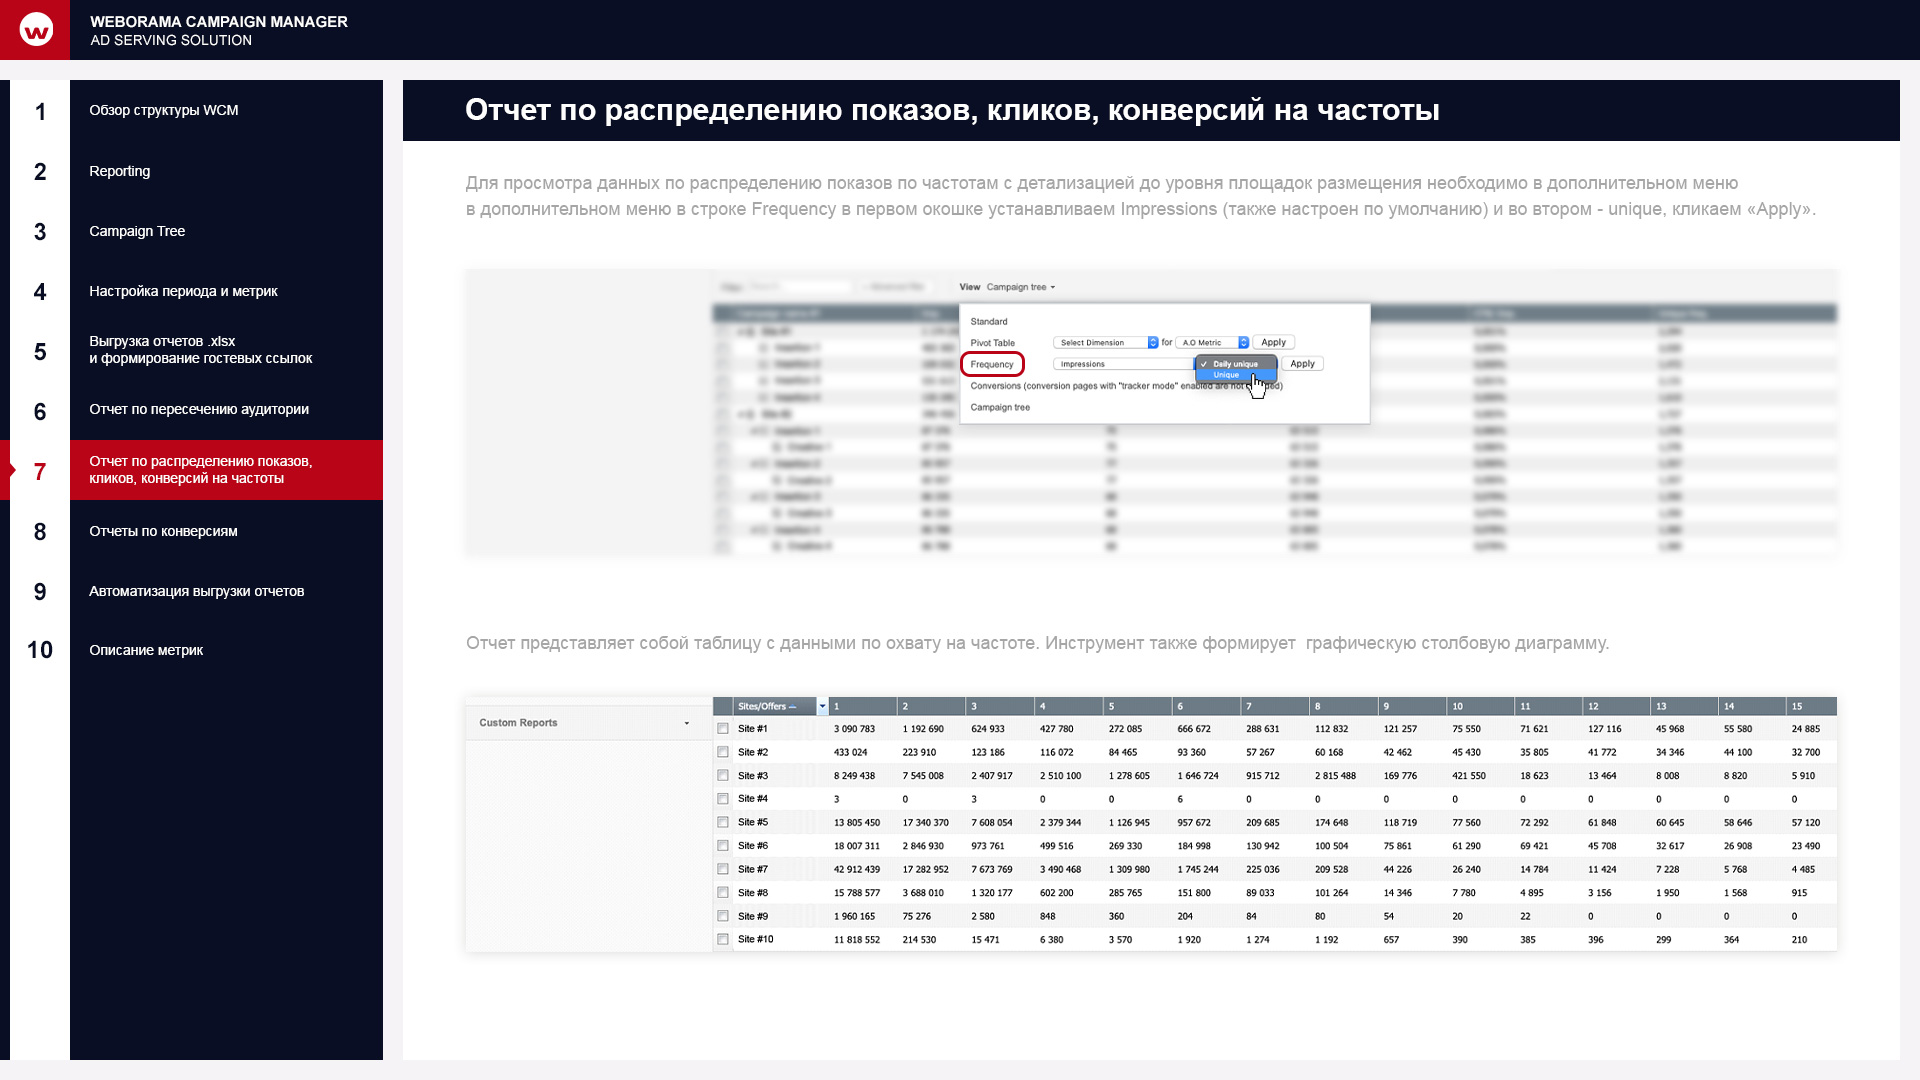 W
WEBORAMA CAMPAIGN MANAGER
AD SERVING SOLUTION
1 Обзор структуры WCM
2 Reporting
3 Campaign Tree
4 Настройка периода и метрик
5 Выгрузка отчетов .xlsx
и формирование гостевых ссылок
6 Отчет по пересечению аудитории
7 Отчет по распределению показов,
кликов, конверсий на частоты
8 Отчеты по конверсиям
9 Автоматизация выгрузки отчетов
10 Описание метрик
Отчет по распределению показов, кликов, конверсий на частоты
Для просмотра данных по распределению показов по частотам с детализацией до уровня площадок размещения необходимо в дополнительном меню
в дополнительном меню в строке Frequency в первом окошке устанавливаем Impressions (также настроен по умолчанию) и во втором - unique, кликаем «Apply».
View Campaign tree
Standard
Pivot Table Select Dimension for A.O Metric Apply
Frequency Impressions ✓ Daily unique Apply
Unique
Conversions (conversion pages with "tracker mode" enabled are not
Campaign tree
Отчет представляет собой таблицу с данными по охвату на частоте. Инструмент также формирует графическую столбовую диаграмму.
Custom Reports
Sites/Offers 1 2 3 4 5 6 7 8 9 10 11 12 13 14 15
Site #1 3 090 783 1 192 690 624 933 427 780 272 085 666 672 288 631 112 832 121 257 75 550 71 621 127 116 45 968 55 580 24 885
Site #2 433 024 223 910 123 186 116 072 84 465 93 360 57 267 60 168 42 462 45 430 35 805 41 772 34 346 44 100 32 700
Site #3 8 249 438 7 545 008 2 407 917 2 510 100 1 278 605 1 646 724 915 712 2 815 488 169 776 421 550 18 623 13 464 8 008 8 820 5 910
Site #4 3 0 3 0 0 6 0 0 0 0 0 0 0 0 0
Site #5 13 805 450 17 340 370 7 608 054 2 379 344 1 126 945 957 672 209 685 174 648 118 719 77 560 72 292 61 848 60 645 58 646 57 120
Site #6 18 007 311 2 846 930 973 761 499 516 269 330 184 998 130 942 100 504 75 861 61 290 69 421 45 708 32 617 26 908 23 490
Site #7 42 912 439 17 282 952 7 673 769 3 490 468 1 309 980 1 745 244 225 036 209 528 44 226 26 240 14 784 11 424 7 228 5 768 4 485
Site #8 15 788 577 3 688 010 1 320 177 602 200 285 765 151 800 89 033 101 264 14 346 7 780 4 895 3 156 1 950 1 568 915
Site #9 1 960 165 75 276 2 580 848 360 204 84 80 54 20 22 0 0 0 0
Site #10 11 818 552 214 530 15 471 6 380 3 570 1 920 1 274 1 192 657 390 385 396 299 364 210